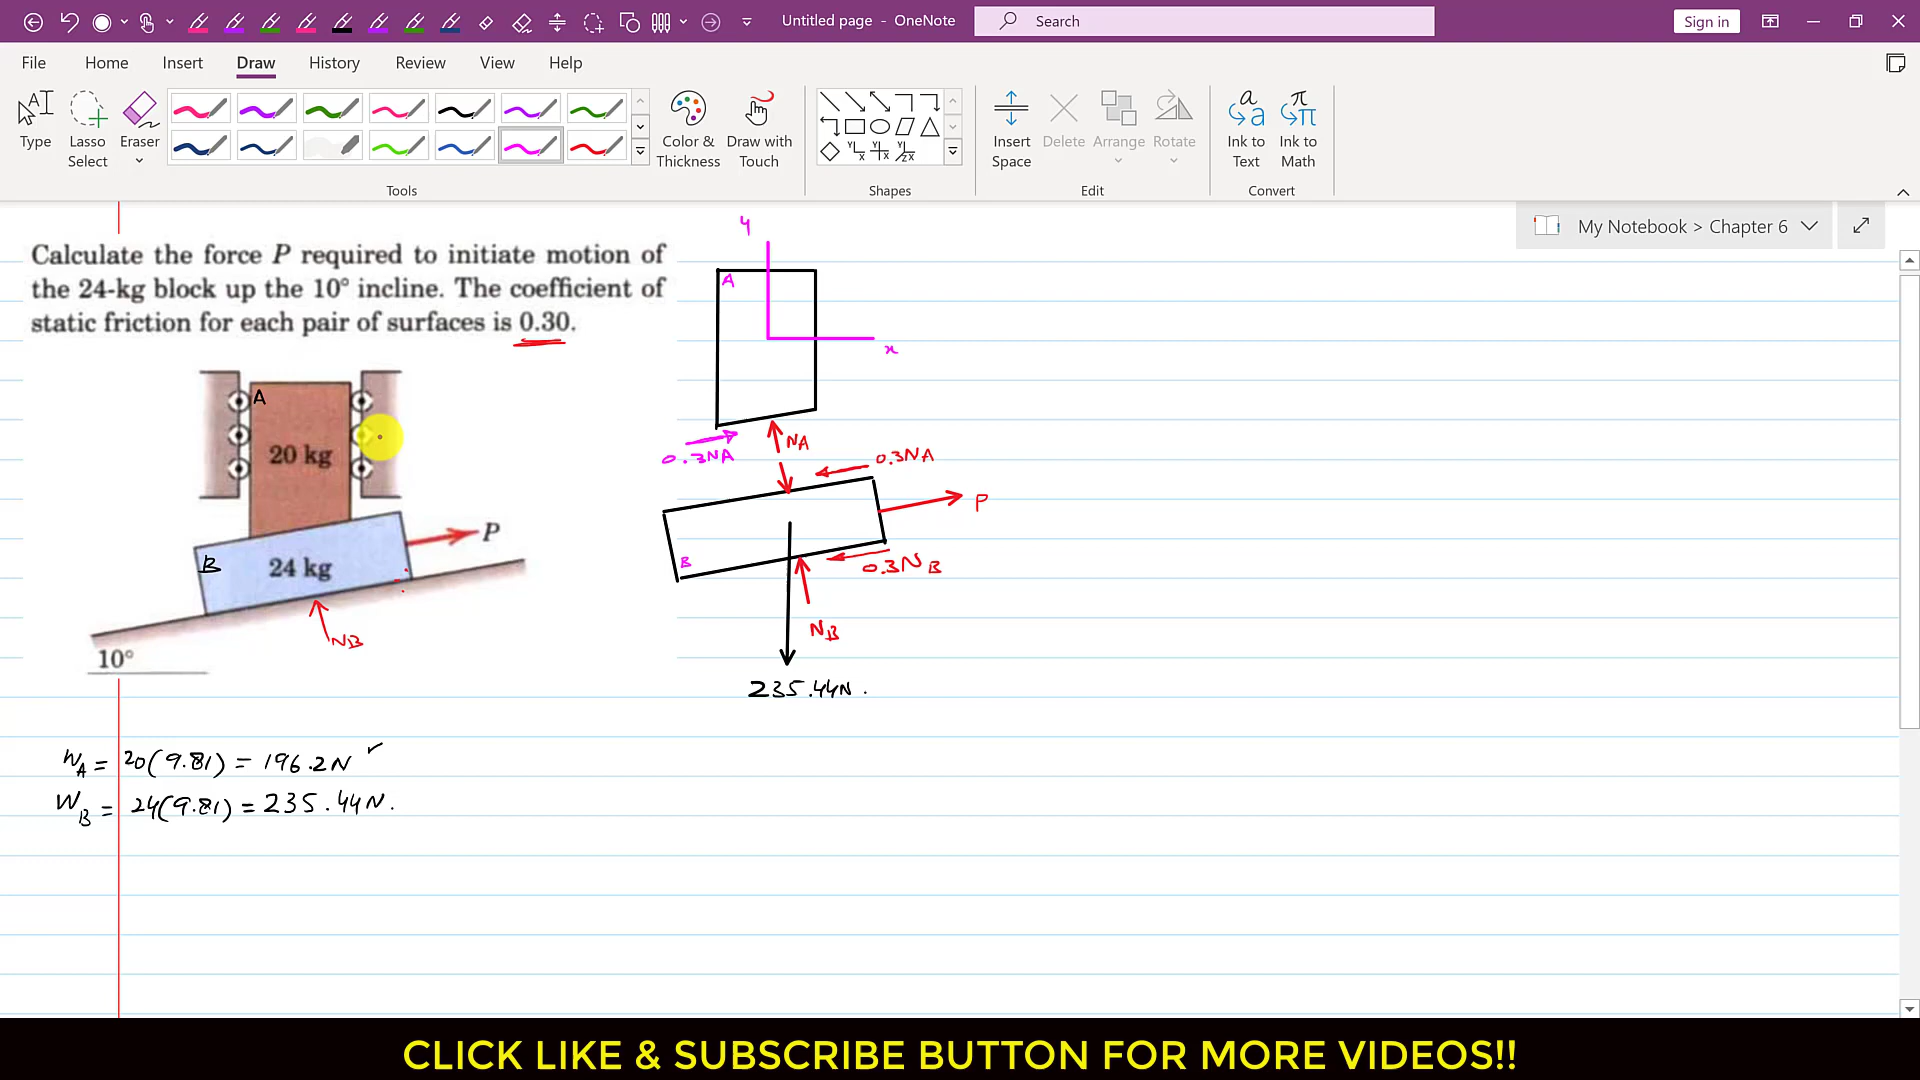 Untitled page - OneNote
Search
Sign in
File Home Insert Draw History Review View Help
Type
Lasso Select
Eraser
Color & Thickness
Draw with Touch
Insert Space
Delete
Arrange
Rotate
Ink to Text
Ink to Math
Tools
Shapes
Edit
Convert
My Notebook > Chapter 6
Calculate the force P required to initiate motion of
the 24-kg block up the 10° incline. The coefficient of
static friction for each pair of surfaces is 0.30.
A
20 kg
B
24 kg
P
NB
10°
y
A
x
0.3NA
NA
0.3NA
P
B
0.3NB
NB
235.44N.
WA = 20(9.81) = 196.2N ✓
WB = 24(9.81) = 235.44N.
CLICK LIKE & SUBSCRIBE BUTTON FOR MORE VIDEOS!!